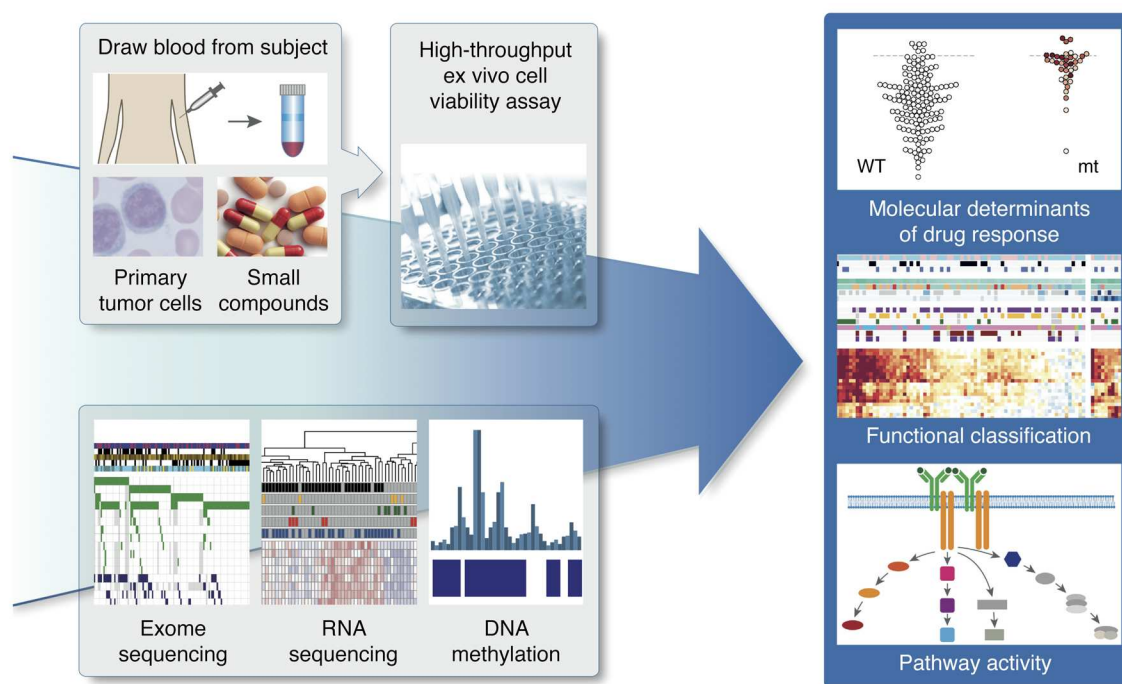 Draw blood from subject
Primary
tumor cells
Small
compounds
High-throughput
ex vivo cell
viability assay
Exome
sequencing
RNA
sequencing
DNA
methylation
WT
mt
Molecular determinants
of drug response
Functional classification
Pathway activity